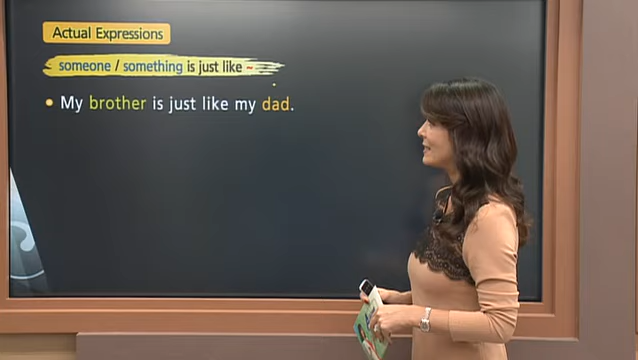 Actual Expressions
someone / something is just like ~
My brother is just like my dad.